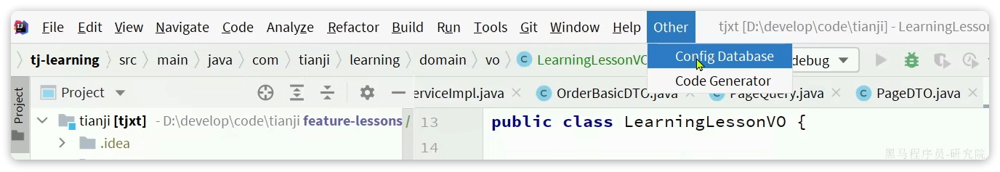 File Edit View Navigate Code Analyze Refactor Build Run Tools Git Window Help Other tjxt [D:\develop\code\tianji] - LearningLesson
tj-learning src main java com tianji learning domain vo LearningLessonVO debug
Config Database
Code Generator
Project
Project
erviceImpl.java OrderBasicDTO.java PageQuery.java PageDTO.java
tianji [tjxt] - D:\develop\code\tianji feature-lessons /
13 public class LearningLessonVO {
.idea
14
黑马程序员-研究院